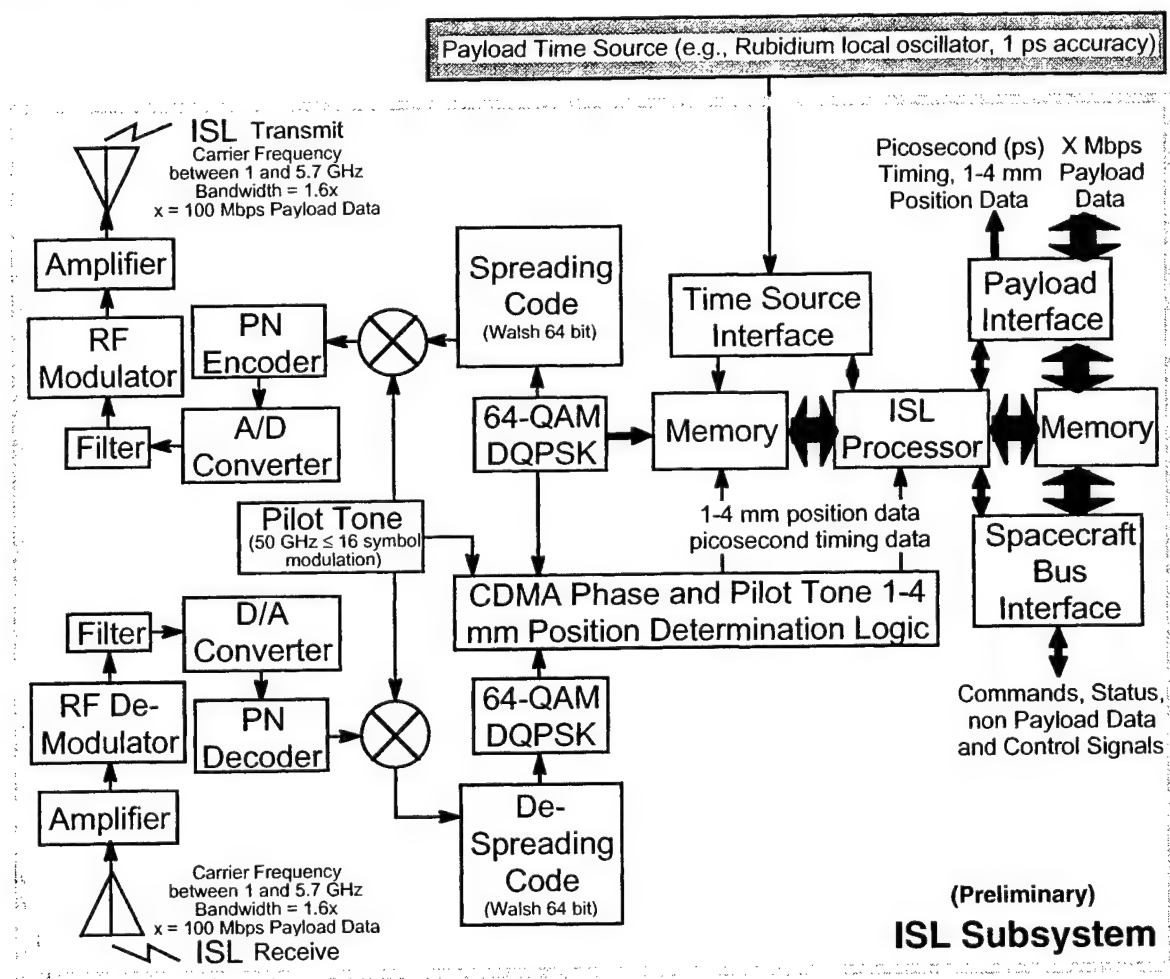 Payload Time Source (e.g., Rubidium local oscillator, 1 ps accuracy)
ISL Transmit
Carrier Frequency
between 1 and 5.7 GHz
Bandwidth = 1.6x
x = 100 Mbps Payload Data
Picosecond (ps)
Timing, 1-4 mm
Position Data
X Mbps
Payload
Data
Amplifier
RF
Modulator
Filter
PN
Encoder
A/D
Converter
Spreading
Code
(Walsh 64 bit)
64-QAM
DQPSK
Time Source
Interface
Memory
ISL
Processor
Payload
Interface
Memory
Pilot Tone
(50 GHz ≤ 16 symbol
modulation)
1-4 mm position data
picosecond timing data
Spacecraft
Bus
Interface
CDMA Phase and Pilot Tone 1-4
mm Position Determination Logic
Filter
D/A
Converter
RF De-
Modulator
PN
Decoder
64-QAM
DQPSK
Commands, Status,
non Payload Data
and Control Signals
Amplifier
De-
Spreading
Code
(Walsh 64 bit)
Carrier Frequency
between 1 and 5.7 GHz
Bandwidth = 1.6x
x = 100 Mbps Payload Data
ISL Receive
(Preliminary)
ISL Subsystem